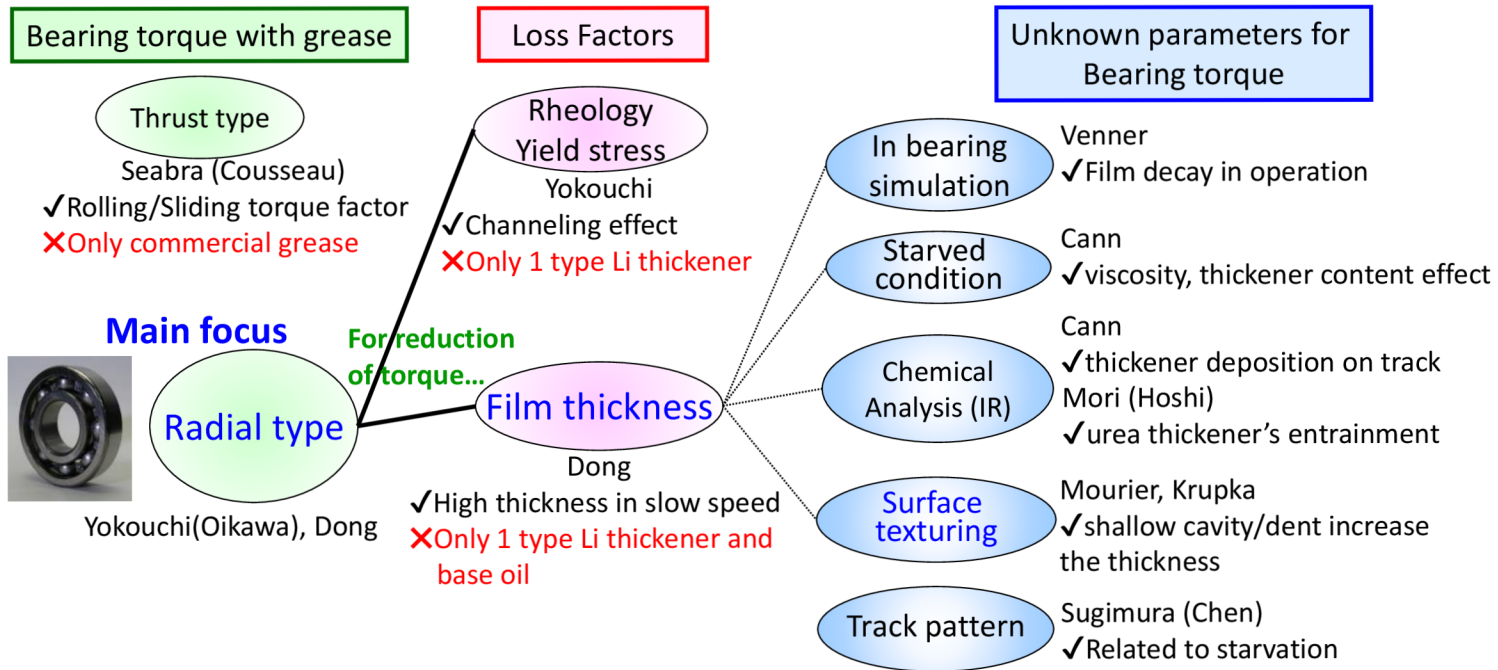 Bearing torque with grease
Thrust type
Seabra (Cousseau)
✓Rolling/Sliding torque factor
✕Only commercial grease
Main focus
Radial type
Yokouchi(Oikawa), Dong
For reduction
of torque…
Loss Factors
Rheology
Yield stress
Yokouchi
✓Channeling effect
✕Only 1 type Li thickener
Film thickness
Dong
✓High thickness in slow speed
✕Only 1 type Li thickener and
base oil
Unknown parameters for
Bearing torque
In bearing
simulation
Venner
✓Film decay in operation
Starved
condition
Cann
✓viscosity, thickener content effect
Chemical
Analysis (IR)
Cann
✓thickener deposition on track
Mori (Hoshi)
✓urea thickener’s entrainment
Surface
texturing
Mourier, Krupka
✓shallow cavity/dent increase
the thickness
Track pattern
Sugimura (Chen)
✓Related to starvation